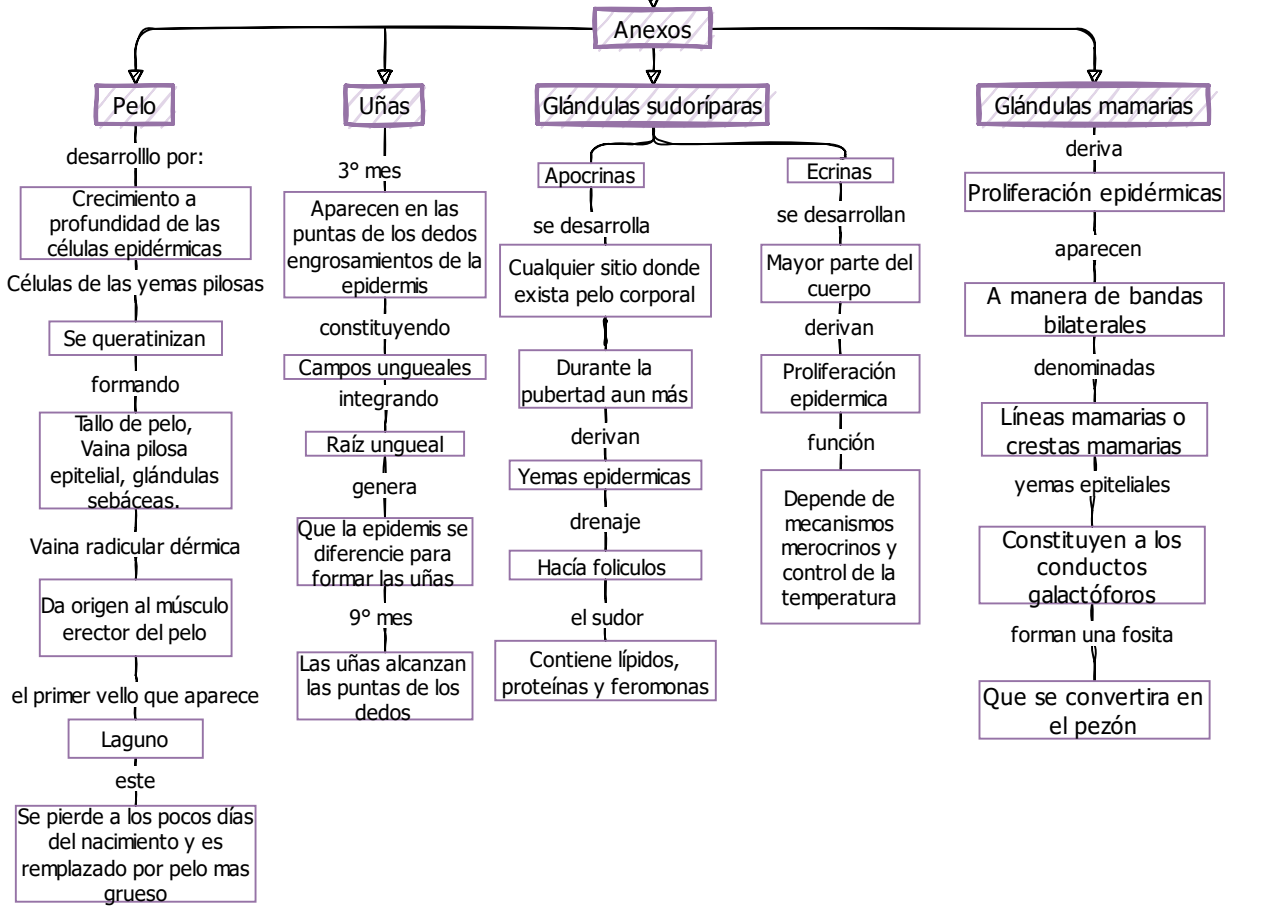 Anexos
Pelo
desarrolllo por:
Crecimiento a
profundidad de las
células epidérmicas
Células de las yemas pilosas
Se queratinizan
formando
Tallo de pelo,
Vaina pilosa
epitelial, glándulas
sebáceas.
Vaina radicular dérmica
Da origen al músculo
erector del pelo
el primer vello que aparece
Laguno
este
Se pierde a los pocos días
del nacimiento y es
remplazado por pelo mas
grueso
Uñas
3° mes
Aparecen en las
puntas de los dedos
engrosamientos de la
epidermis
constituyendo
Campos ungueales
integrando
Raíz ungueal
genera
Que la epidemis se
diferencie para
formar las uñas
9° mes
Las uñas alcanzan
las puntas de los
dedos
Glándulas sudoríparas
Apocrinas
se desarrolla
Cualquier sitio donde
exista pelo corporal
Durante la
pubertad aun más
derivan
Yemas epidermicas
drenaje
Hacía foliculos
el sudor
Contiene lípidos,
proteínas y feromonas
Ecrinas
se desarrollan
Mayor parte del
cuerpo
derivan
Proliferación
epidermica
función
Depende de
mecanismos
merocrinos y
control de la
temperatura
Glándulas mamarias
deriva
Proliferación epidérmicas
aparecen
A manera de bandas
bilaterales
denominadas
Líneas mamarias o
crestas mamarias
yemas epiteliales
Constituyen a los
conductos
galactóforos
forman una fosita
Que se convertira en
el pezón